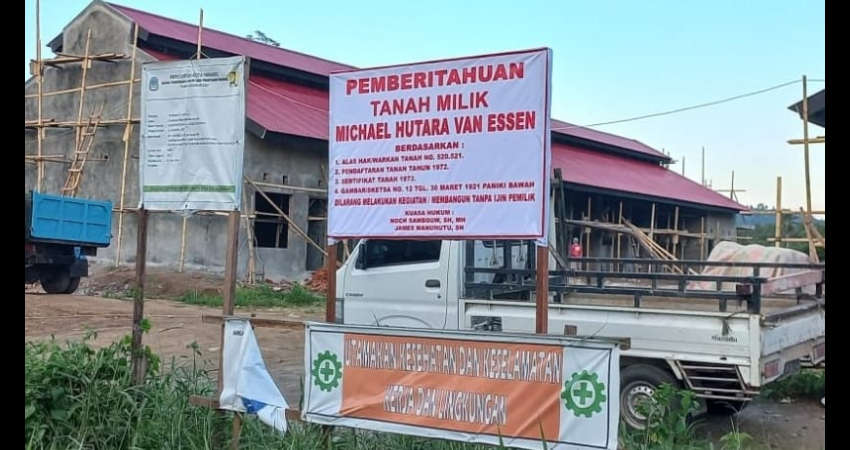 PEMBERITAHUAN
TANAH MILIK
MICHAEL HUTARA VAN ESSEN
BERDASARKAN :
1. ALAS HAK/WARKAH TANAH NO. 520.521.
2. PENDAFTARAN TANAH TAHUN 1972.
3. SERTIFIKAT TANAH, 1973.
4. GAMBAR/SKETSA NO. 12 TGL. 30 MARET 1921 PANIKI BAWAH
DILARANG MELAKUKAN KEGIATAN / MEMBANGUN TANPA IJIN PEMILIK
KUASA HUKUM :
NOCH SAMBOUW, SH, MH
JAMES MANUHUTU, SH
UTAMAKAN KESEHATAN DAN KESELAMATAN
KERJA DAN LINGKUNGAN